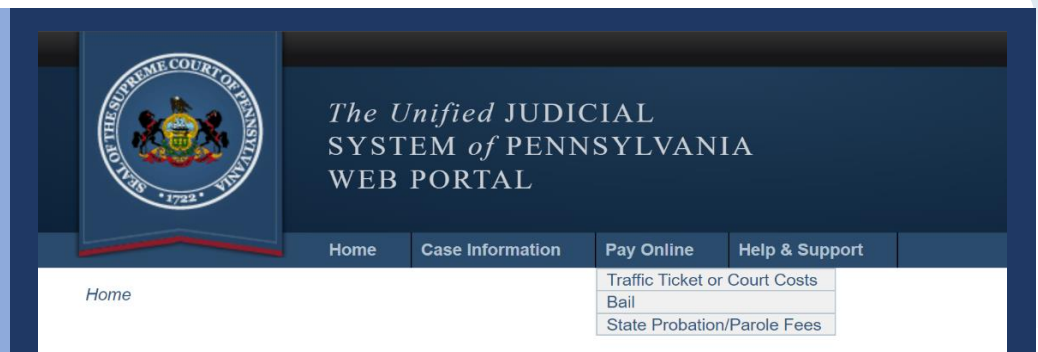 SEAL OF THE SUPREME COURT OF PENNSYLVANIA
• 1722 •
The Unified JUDICIAL
SYSTEM of PENNSYLVANIA
WEB PORTAL
Home Case Information Pay Online Help & Support
Home
Traffic Ticket or Court Costs
Bail
State Probation/Parole Fees